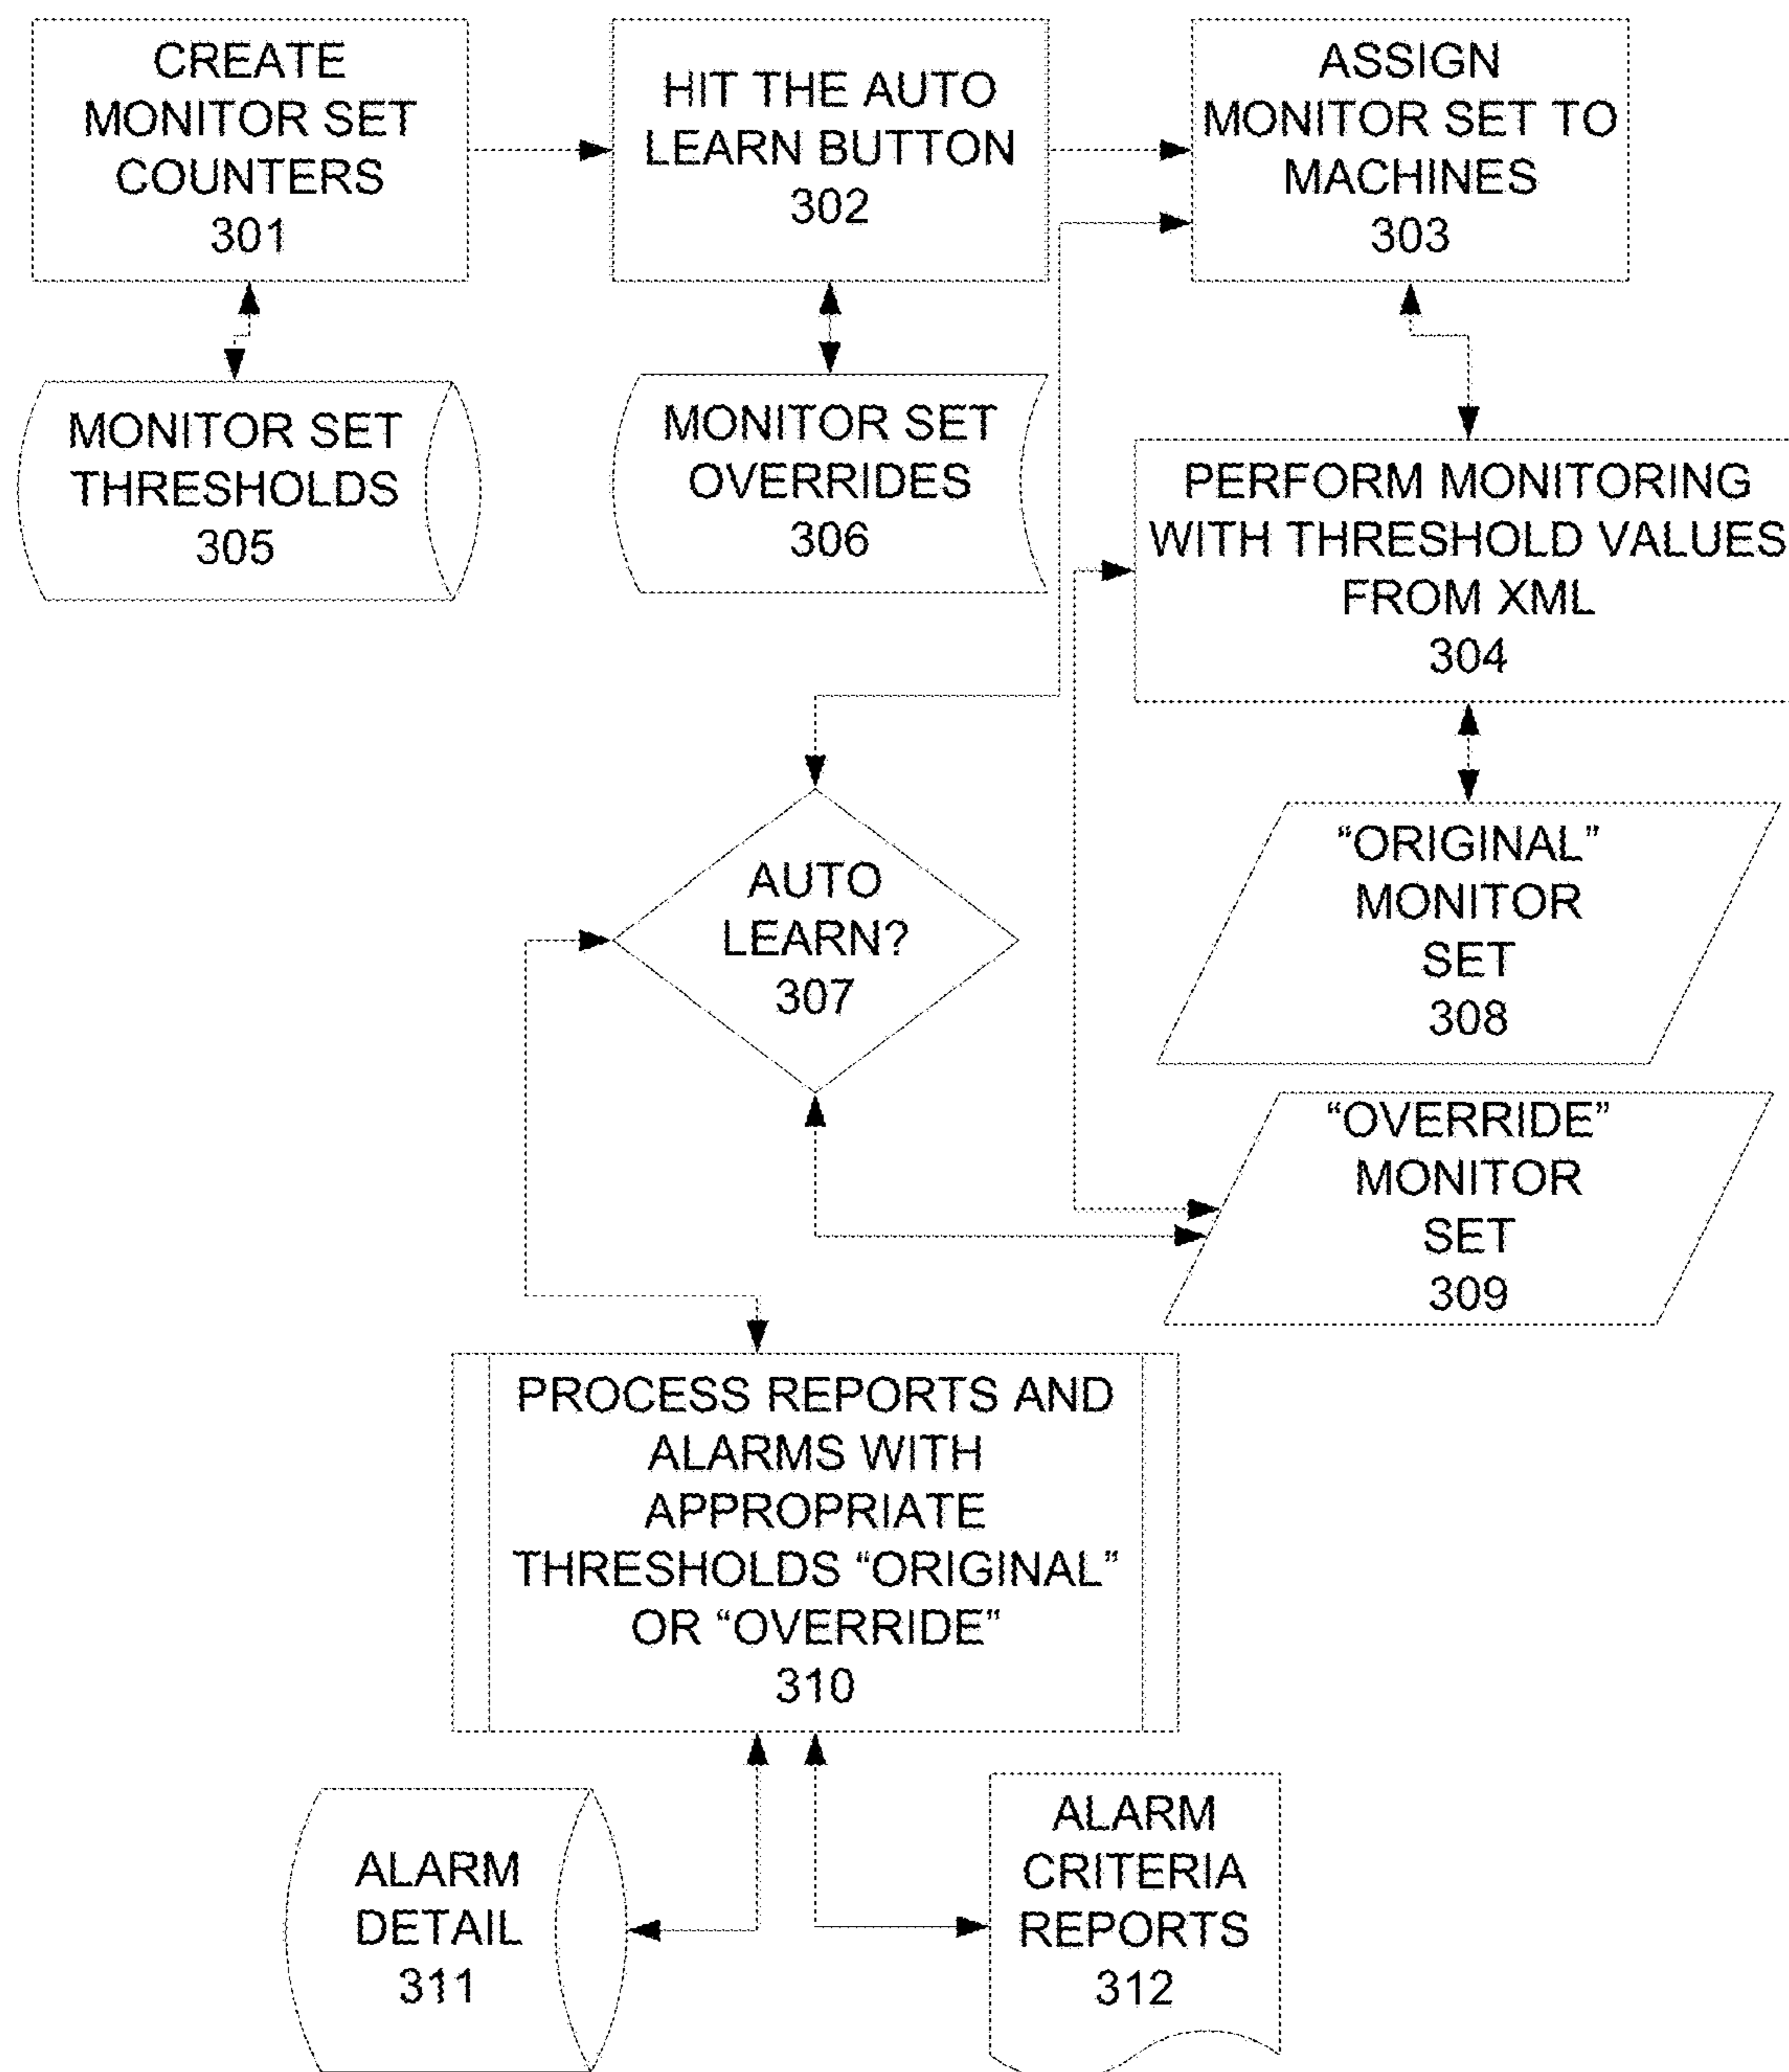 CREATE
MONITOR SET
COUNTERS
301
HIT THE AUTO
LEARN BUTTON
302
ASSIGN
MONITOR SET TO
MACHINES
303
MONITOR SET
THRESHOLDS
305
MONITOR SET
OVERRIDES
306
PERFORM MONITORING
WITH THRESHOLD VALUES
FROM XML
304
AUTO
LEARN?
307
“ORIGINAL”
MONITOR
SET
308
“OVERRIDE”
MONITOR
SET
309
PROCESS REPORTS AND
ALARMS WITH
APPROPRIATE
THRESHOLDS “ORIGINAL”
OR “OVERRIDE”
310
ALARM
DETAIL
311
ALARM
CRITERIA
REPORTS
312